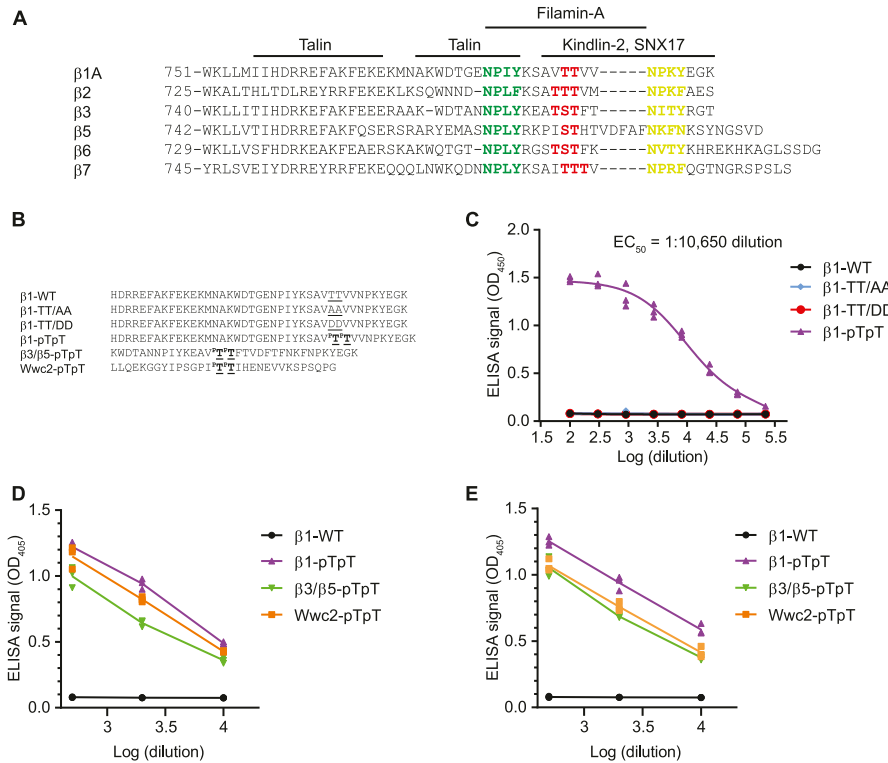 A
Filamin-A
Talin Talin Kindlin-2, SNX17
β1A 751-WKLLMIIHDRREFAKFEKEKMNAKWDTGENPIYKSAVTTVV-----NPKYEGK
β2 725-WKALTHLTDLREYRRFEKEKLKSQWNND-NPLFKSATTTVM-----NPKFAES
β3 740-WKLLITIHDRKEFAKFEEERAAK-WDTANNPLYKEATSTFT-----NITYRGT
β5 742-WKLLVTIHDRREFAKFQSERSRARYEMASNPLYRKPISTHTVDFAFNKFNKSYNGSVD
β6 729-WKLLVSFHDRKEAKFEAERSKAKWQTGT-NPLYRGSTSTFK-----NVTYKHREKHKAGLSSDG
β7 745-YRLSVEIYDRREYRRFEKEQQQLNWKQDNNPLYKSAITTTV-----NPRFQGTNGRSPSLS
B
β1-WT HDRREFAKFEKEKMNAKWDTGENPIYKSAVTTVVNPKYEGK
β1-TT/AA HDRREFAKFEKEKMNAKWDTGENPIYKSAVAAVVNPKYEGK
β1-TT/DD HDRREFAKFEKEKMNAKWDTGENPIYKSAVDDVVNPKYEGK
β1-pTpT HDRREFAKFEKEKMNAKWDTGENPIYKSAVPTPTVVNPKYEGK
β3/β5-pTpT KWDTANNPIYKEAVPTPTFTVDFTNFKFNPKYEGK
Wwc2-pTpT LLQEKGGYIPSGPIPTPTIHENEVVKSPSQPG
C
EC50 = 1:10,650 dilution
ELISA signal (OD450)
2.0
1.5
1.0
0.5
0.0
1.5 2 2.5 3 3.5 4 4.5 5 5.5
Log (dilution)
β1-WT
β1-TT/AA
β1-TT/DD
β1-pTpT
D
ELISA signal (OD405)
1.5
1.0
0.5
0.0
3 3.5 4
Log (dilution)
β1-WT
β1-pTpT
β3/β5-pTpT
Wwc2-pTpT
E
ELISA signal (OD405)
1.5
1.0
0.5
0.0
3 3.5 4
Log (dilution)
β1-WT
β1-pTpT
β3/β5-pTpT
Wwc2-pTpT